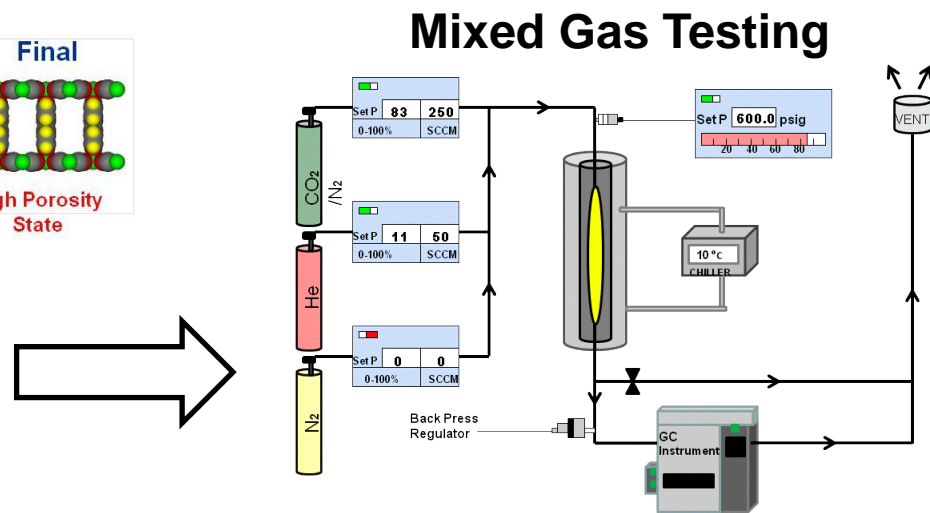 Mixed Gas Testing
Final
gh Porosity
State
Set P 83 250
0-100% SCCM
CO₂
/N₂
Set P 11 50
0-100% SCCM
He
Set P 0 0
0-100% SCCM
N₂
Set P 600.0 psig
20 40 60 80
VENT
10 °C
CHILLER
Back Press
Regulator
GC
Instrument